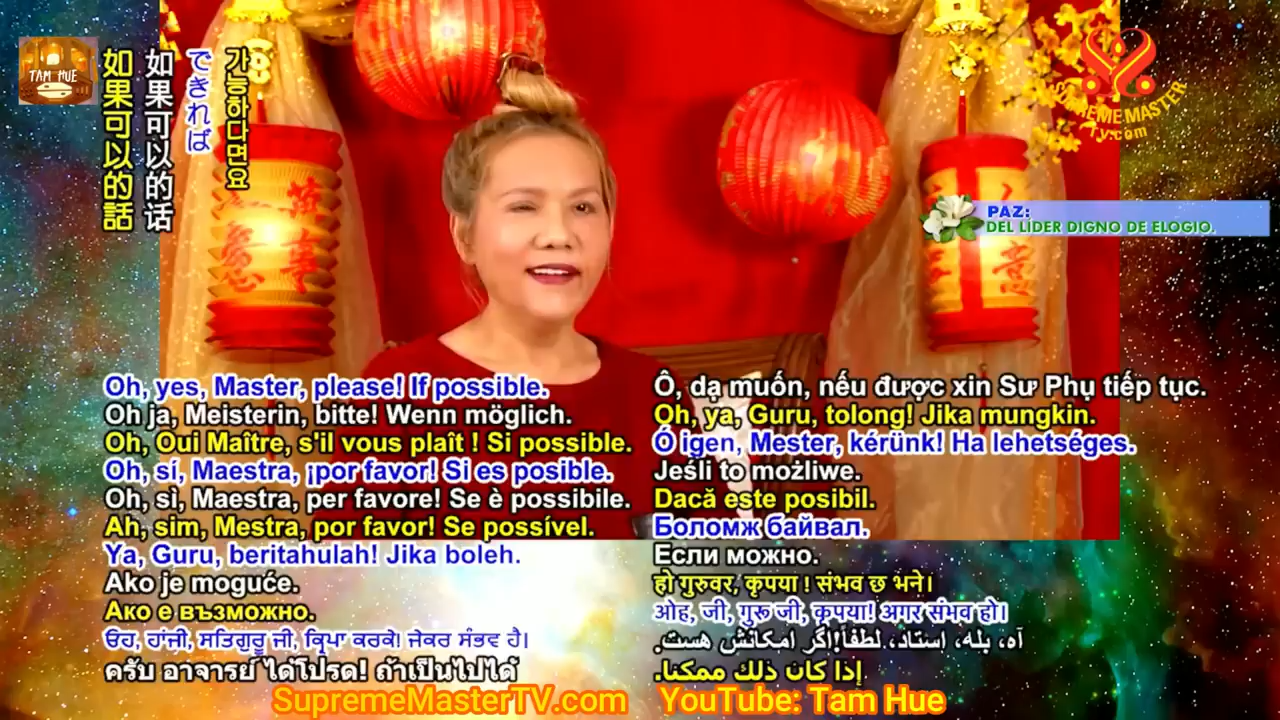 TAM HUE
如果可以的話
如果可以的话
できれば
가능하다면요
SUPREME MASTER
TV.com
PAZ:
DEL LÍDER DIGNO DE ELOGIO.
Oh, yes, Master, please! If possible.
Oh ja, Meisterin, bitte! Wenn möglich.
Oh, Oui Maître, s'il vous plaît ! Si possible.
Oh, sí, Maestra, ¡por favor! Si es posible.
Oh, sì, Maestra, per favore! Se è possibile.
Ah, sim, Mestra, por favor! Se possível.
Ya, Guru, beritahulah! Jika boleh.
Ako je moguće.
Ако е възможно.
ਓਹ, ਹਾਂਜੀ, ਸਤਿਗੁਰੂ ਜੀ, ਕ੍ਰਿਪਾ ਕਰਕੇ! ਜੇਕਰ ਸੰਭਵ ਹੈ।
ครับ อาจารย์ ได้โปรด! ถ้าเป็นไปได้
Ô, dạ muốn, nếu được xin Sư Phụ tiếp tục.
Oh, ya, Guru, tolong! Jika mungkin.
Ó igen, Mester, kérünk! Ha lehetséges.
Jeśli to możliwe.
Dacă este posibil.
Боломж байвал.
Если можно.
हो गुरुवर, कृपया ! संभव छ भने।
ओह, जी, गुरू जी, कृपया! अगर संभव हो।
آه، بله، استاد، لطفاً!اگر امکانش هست.
إذا كان ذلك ممكنا.
SupremeMasterTV.com
YouTube: Tam Hue